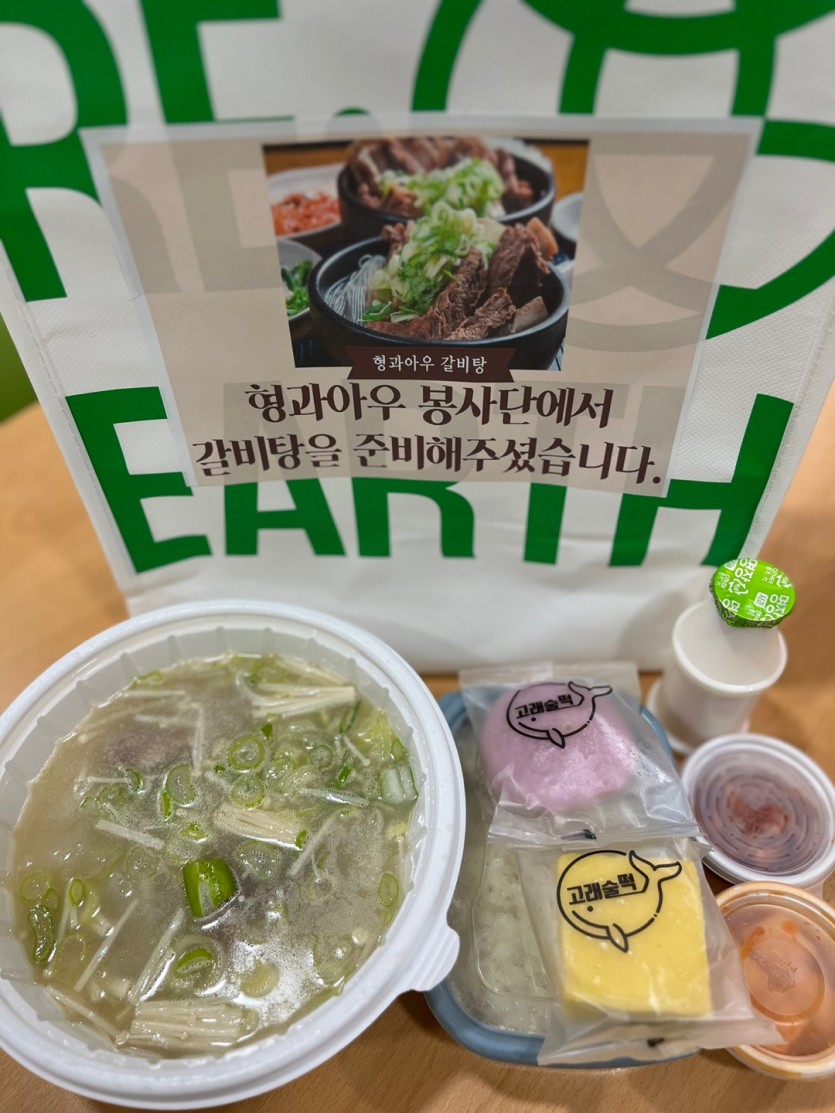 RE:
EARTH
형과아우 갈비탕
형과아우 봉사단에서
갈비탕을 준비해주셨습니다.
고래술떡
고래술떡